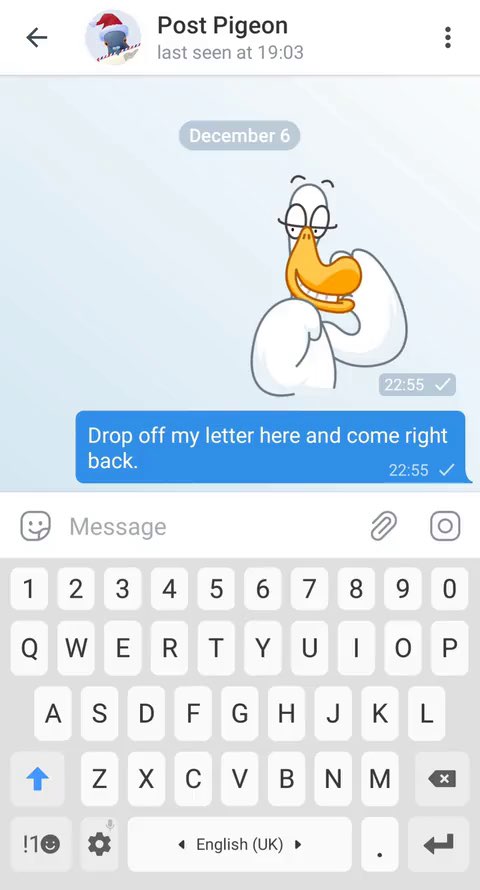 Post Pigeon
last seen at 19:03
December 6
22:55
Drop off my letter here and come right
back.
22:55
Message
1 2 3 4 5 6 7 8 9 0
Q W E R T Y U I O P
A S D F G H J K L
Z X C V B N M
!1 English (UK) .